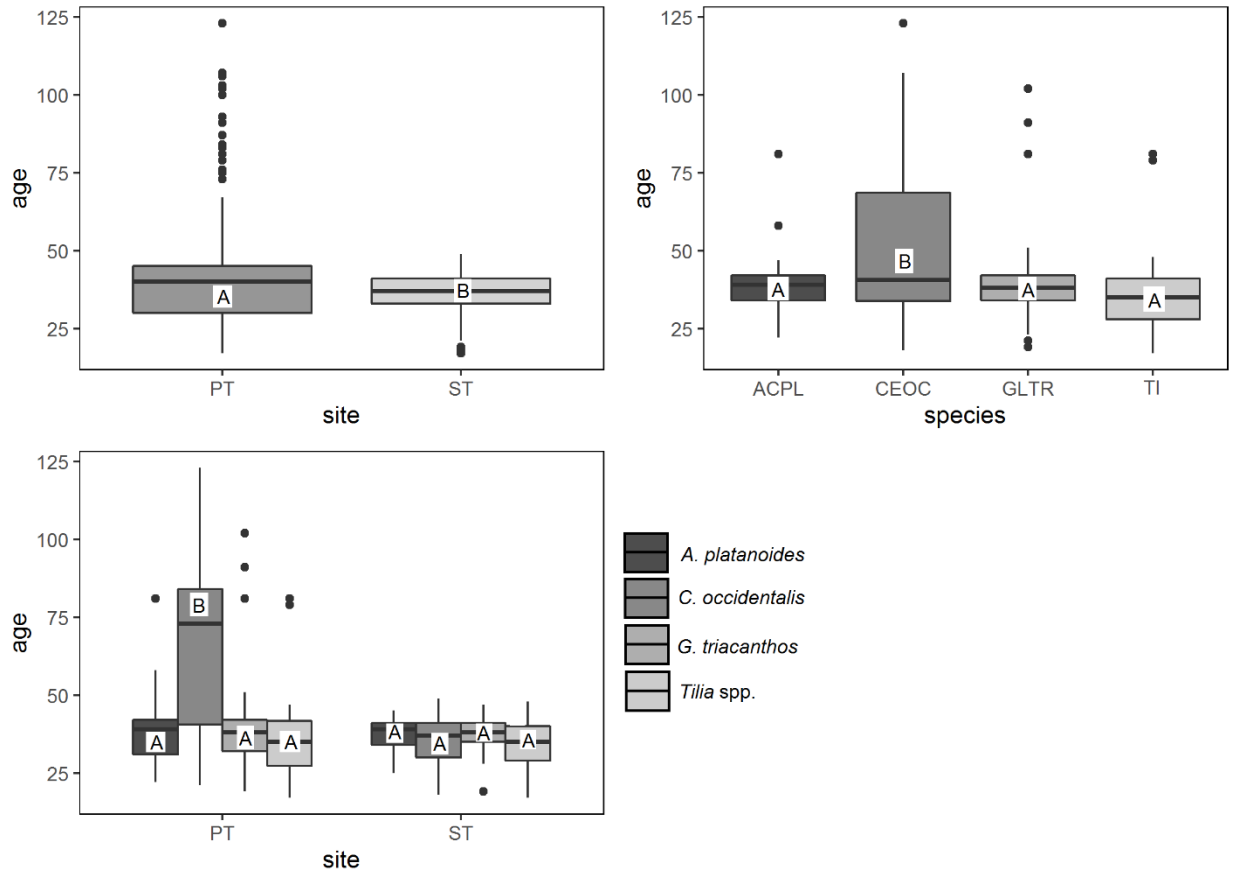 125
100
75
50
25
age
A
B
PT
ST
site
125
100
75
50
25
age
A
B
A
A
ACPL
CEOC
GLTR
TI
species
125
100
75
50
25
age
A
B
A
A
A
A
A
A
PT
ST
site
A. platanoides
C. occidentalis
G. triacanthos
Tilia spp.